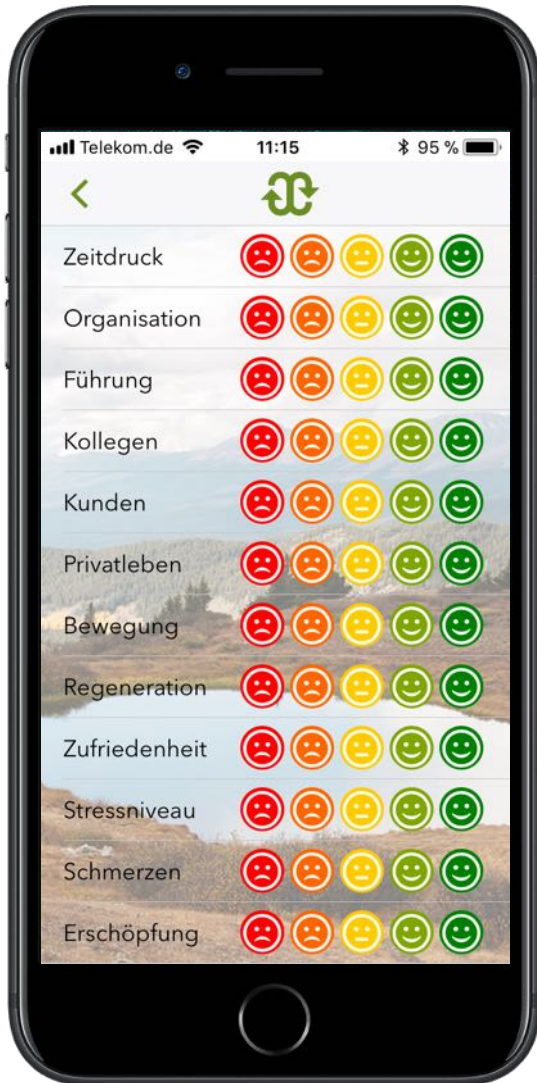 Telekom.de 11:15 95 %
Zeitdruck
Organisation
Führung
Kollegen
Kunden
Privatleben
Bewegung
Regeneration
Zufriedenheit
Stressniveau
Schmerzen
Erschöpfung